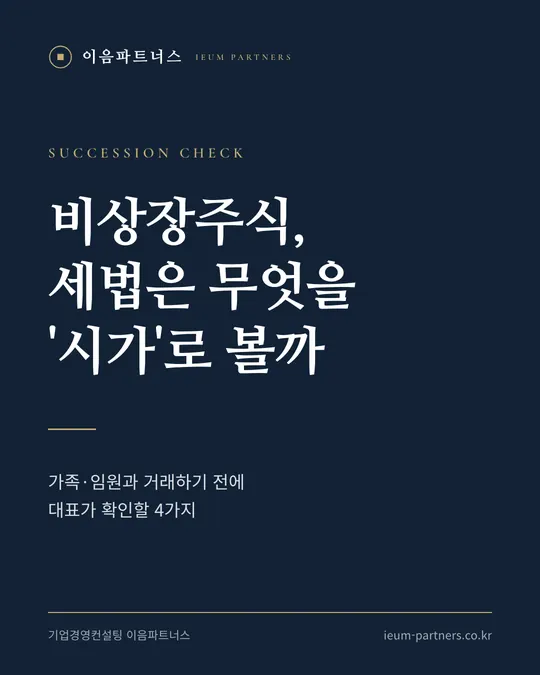 이음파트너스 IEUM PARTNERS
SUCCESSION CHECK
비상장주식,
세법은 무엇을
'시가'로 볼까
가족·임원과 거래하기 전에
대표가 확인할 4가지
기업경영컨설팅 이음파트너스 ieum-partners.co.kr